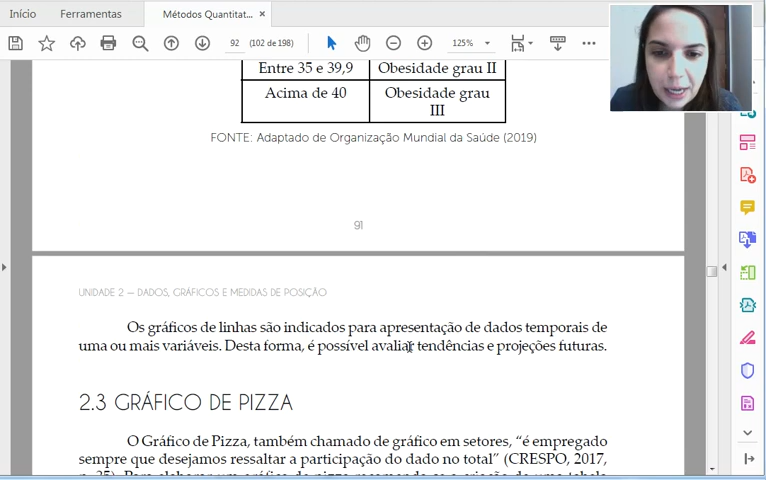 Início
Ferramentas
Métodos Quantitat...
×
92
(102 de 198)
125%
Entre 35 e 39,9
Obesidade grau II
Acima de 40
Obesidade grau
III
FONTE: Adaptado de Organização Mundial da Saúde (2019)
91
UNIDADE 2 — DADOS, GRÁFICOS E MEDIDAS DE POSIÇÃO
Os gráficos de linhas são indicados para apresentação de dados temporais de
uma ou mais variáveis. Desta forma, é possível avaliar tendências e projeções futuras.
2.3 GRÁFICO DE PIZZA
O Gráfico de Pizza, também chamado de gráfico em setores, “é empregado
sempre que desejamos ressaltar a participação do dado no total” (CRESPO, 2017,